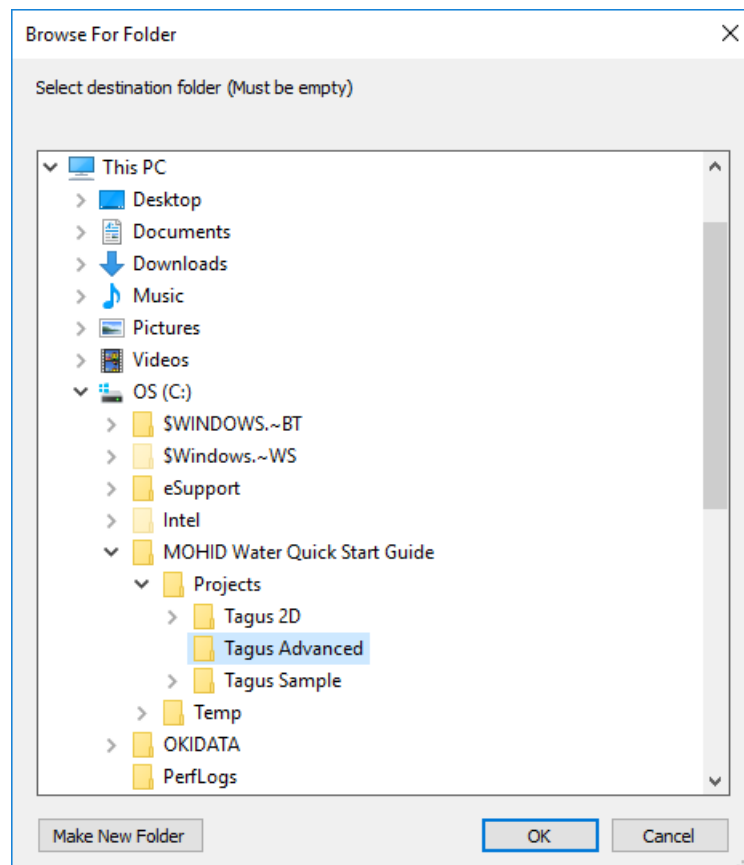 Browse For Folder
Select destination folder (Must be empty)
This PC
Desktop
Documents
Downloads
Music
Pictures
Videos
OS (C:)
$WINDOWS.~BT
$Windows.~WS
eSupport
Intel
MOHID Water Quick Start Guide
Projects
Tagus 2D
Tagus Advanced
Tagus Sample
Temp
OKIDATA
PerfLogs
Make New Folder OK Cancel